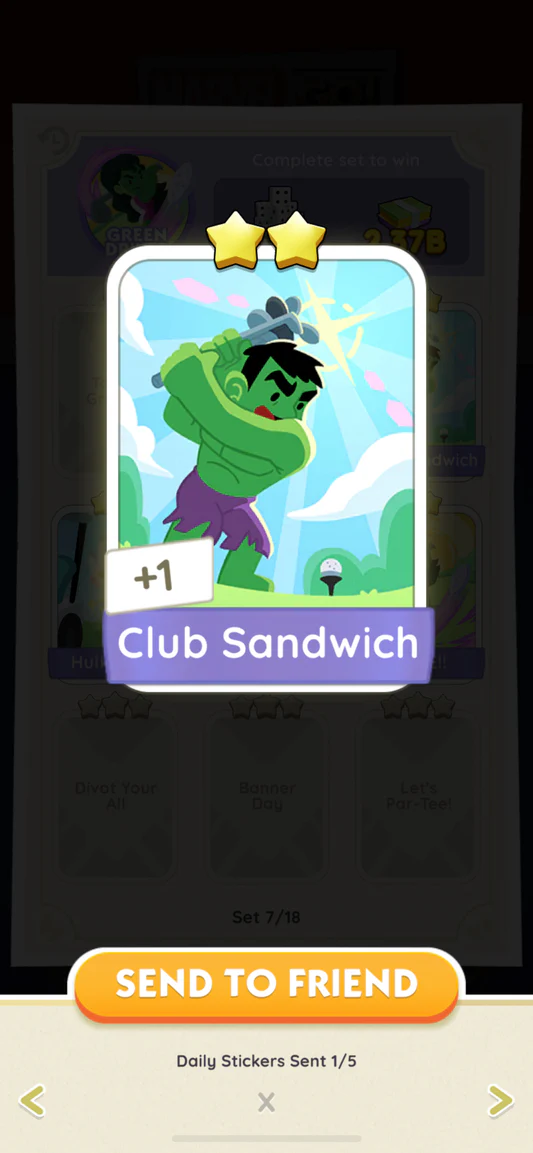 Complete set to win
GREEN
2.37B
+1
Club Sandwich
Divot Your
All
Banner
Day
Let's
Par-Tee!
Set 7/18
SEND TO FRIEND
Daily Stickers Sent 1/5
X